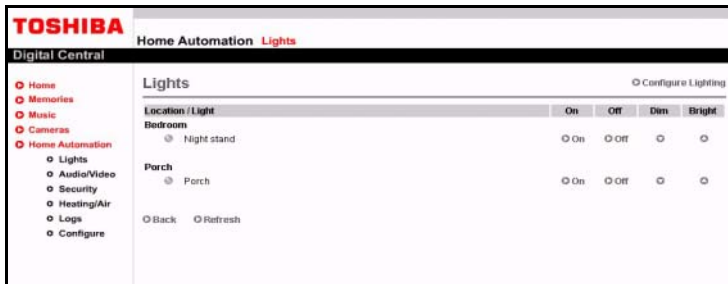 TOSHIBA
Home Automation Lights
Digital Central
Home
Memories
Music
Cameras
Home Automation
Lights
Audio/Video
Security
Heating/Air
Logs
Configure
Lights
Configure Lighting
Location / Light On Off Dim Bright
Bedroom
Night stand On Off
Porch
Porch On Off
Back Refresh